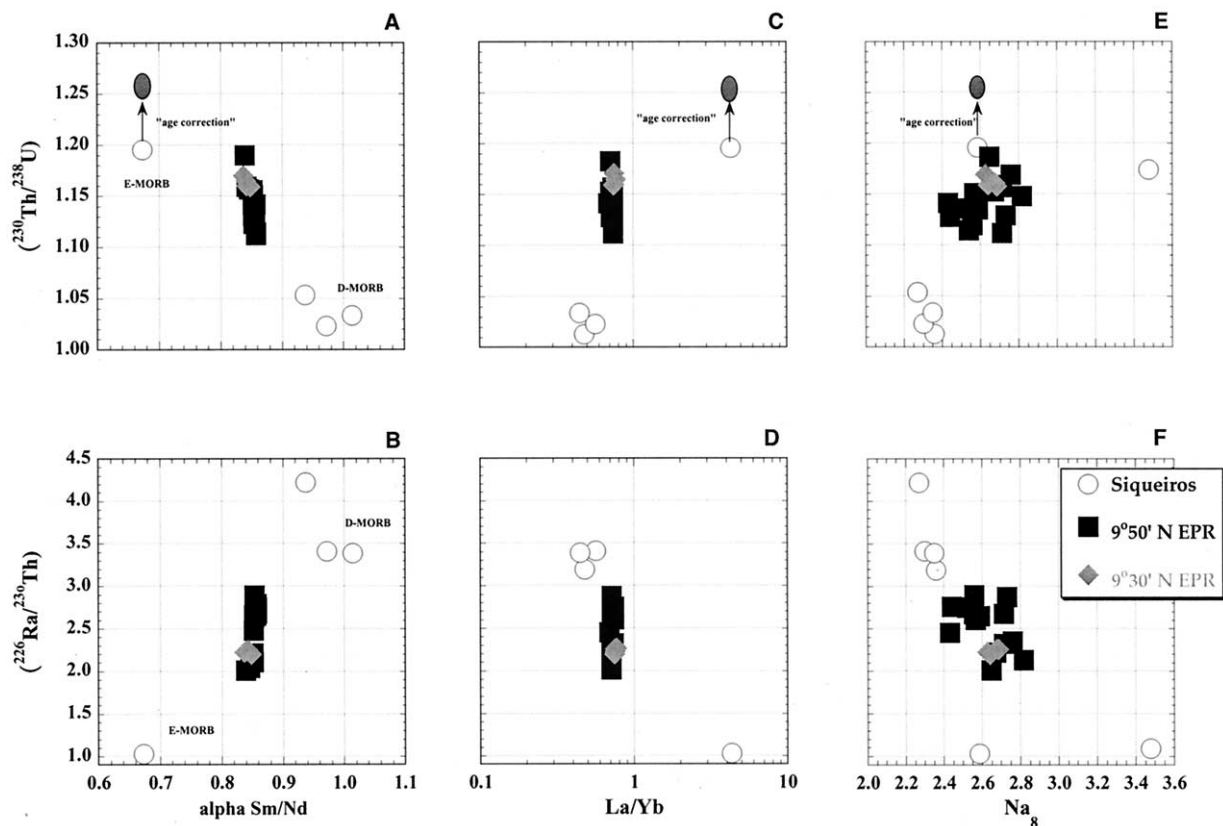 A
C
E
1.30
1.25
1.20
1.15
1.10
1.05
1.00
(²³⁰Th/²³⁸U)
"age correction"
E-MORB
D-MORB
"age correction"
"age correction"
B
D
F
4.5
4.0
3.5
3.0
2.5
2.0
1.5
1.0
(²²⁶Ra/²³⁰Th)
D-MORB
E-MORB
Siqueiros
9°50' N EPR
9°30' N EPR
0.6 0.7 0.8 0.9 1.0 1.1
0.1 1 10
2.0 2.2 2.4 2.6 2.8 3.0 3.2 3.4 3.6
alpha Sm/Nd
La/Yb
Na₈